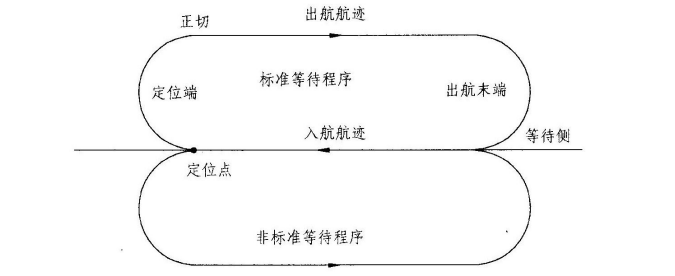 正切
出航航迹
标准等待程序
定位端
出航末端
入航航迹
等待侧
定位点
非标准等待程序